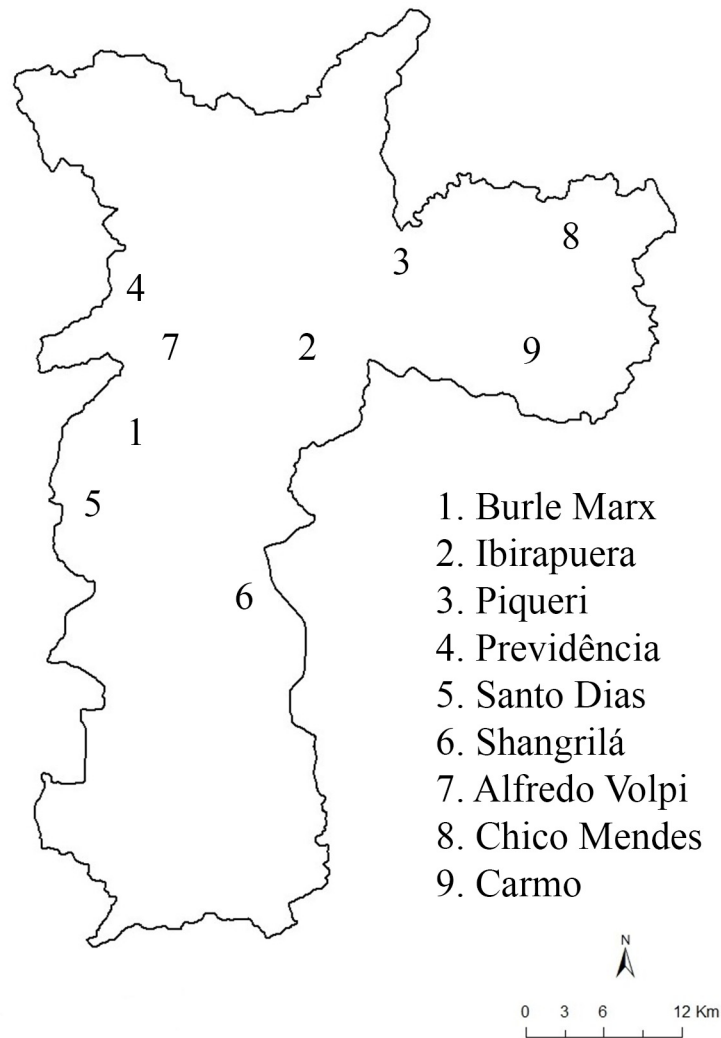 8
3
4
7
2
9
1
5
6
1. Burle Marx
2. Ibirapuera
3. Piqueri
4. Previdência
5. Santo Dias
6. Shangrilá
7. Alfredo Volpi
8. Chico Mendes
9. Carmo
N
0 3 6 12 Km